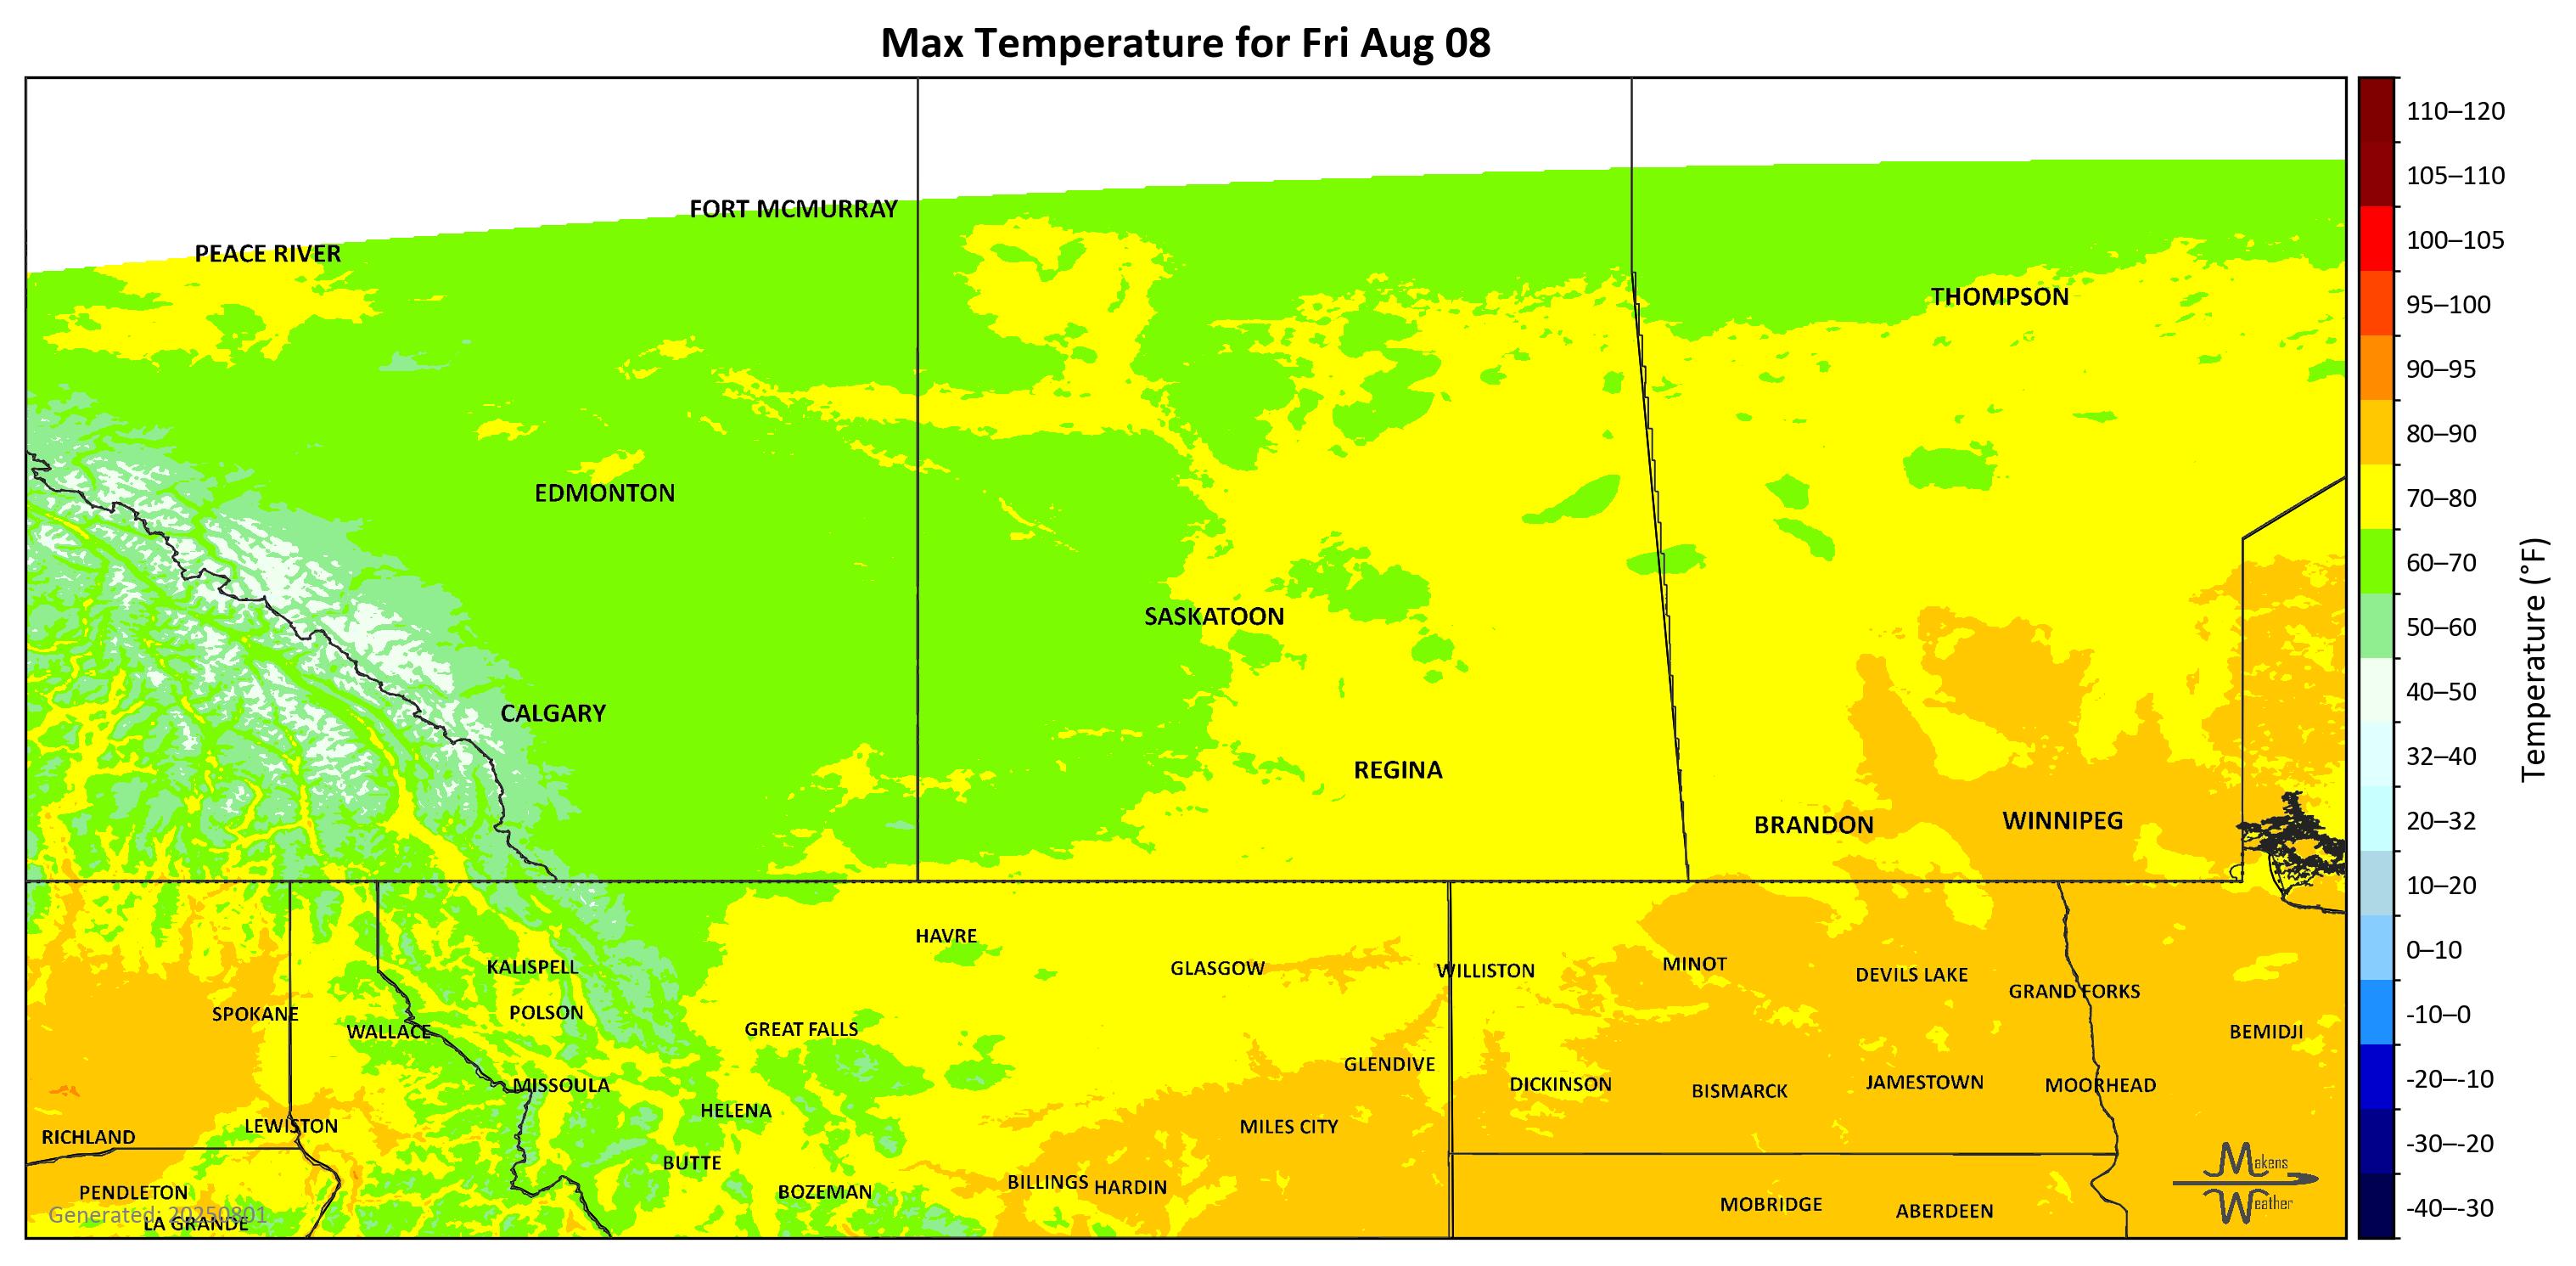 Max Temperature for Fri Aug 08
110–120
105–110
100–105
95–100
90–95
80–90
70–80
60–70
50–60
40–50
32–40
20–32
10–20
0–10
-10–0
-20–-10
-30–-20
-40–-30
Temperature (°F)
FORT MCMURRAY
PEACE RIVER
THOMPSON
EDMONTON
SASKATOON
CALGARY
REGINA
BRANDON
WINNIPEG
HAVRE
KALISPELL
GLASGOW
WILLISTON
MINOT
DEVILS LAKE
GRAND FORKS
SPOKANE
POLSON
WALLACE
GREAT FALLS
BEMIDJI
GLENDIVE
MISSOULA
DICKINSON
BISMARCK
JAMESTOWN
MOORHEAD
HELENA
LEWISTON
MILES CITY
RICHLAND
BUTTE
BILLINGS
HARDIN
PENDLETON
BOZEMAN
MOBRIDGE
ABERDEEN
LA GRANDE
Generated: 20250801
Makens
Weather